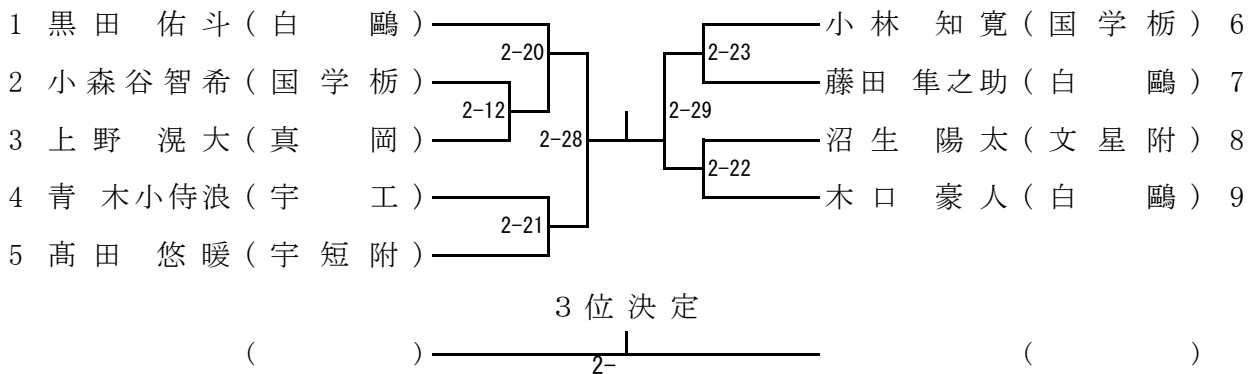 1 黒田 佑斗 (白 鷗) 小林 知寛 (国学栃) 6
2-20 2-23
2 小森谷智希 (国学栃) 藤田 隼之助 (白 鷗) 7
2-12 2-29
3 上野 滉大 (真 岡) 2-28 沼生 陽太 (文星附) 8
2-22
4 青 木小侍浪 (宇 工) 木口 豪人 (白 鷗) 9
2-21
5 髙田 悠暖 (宇短附)
3位決定
( ) 2- ( )